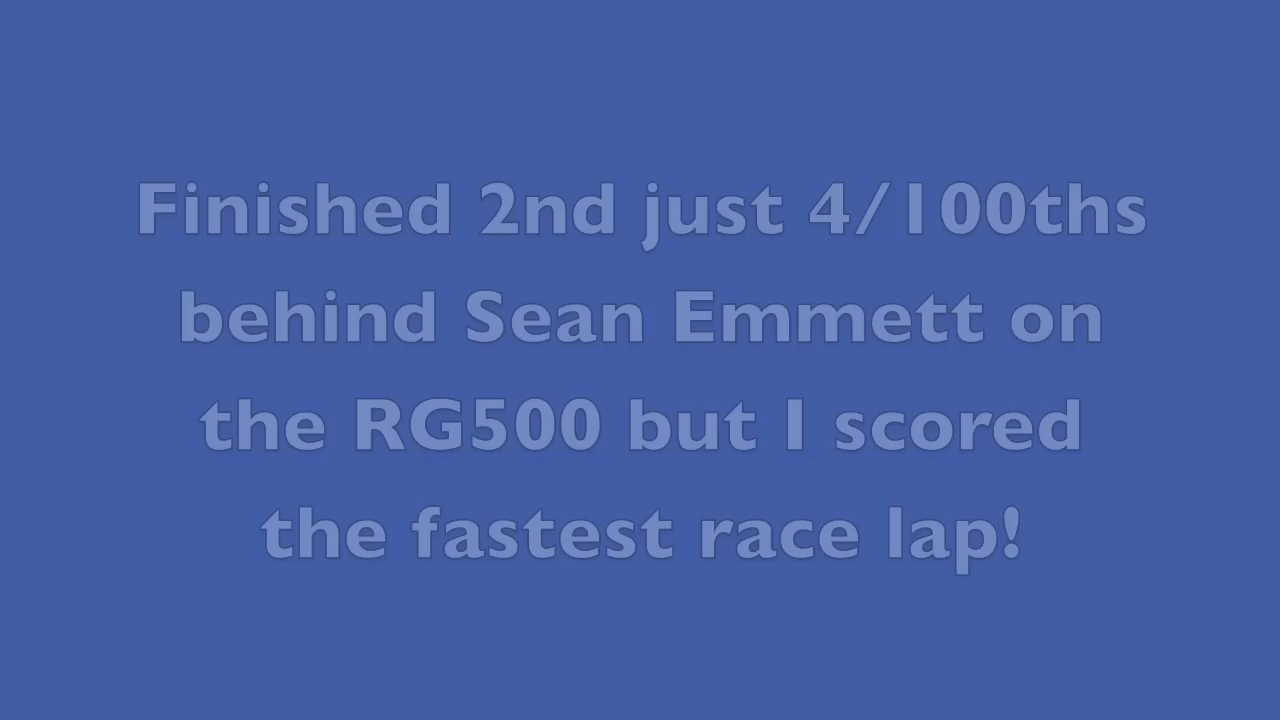 Finished 2nd just 4/100ths
behind Sean Emmett on
the RG500 but I scored
the fastest race lap!